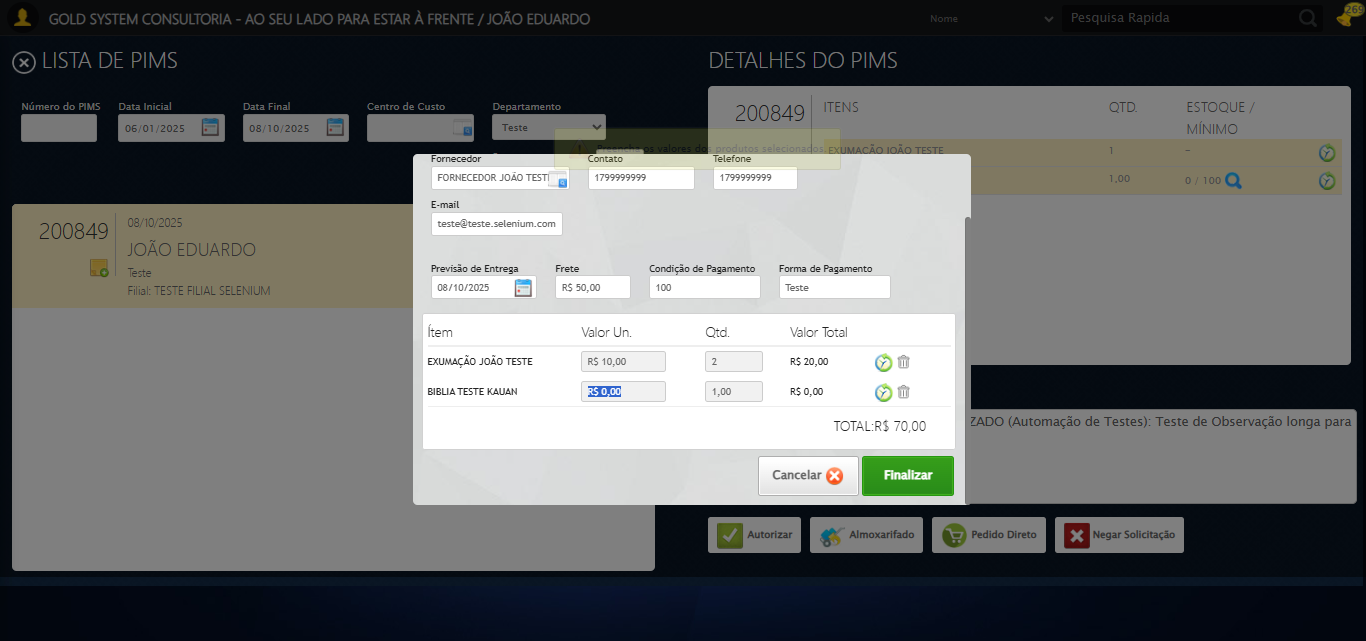 GOLD SYSTEM CONSULTORIA - AO SEU LADO PARA ESTAR À FRENTE / JOÃO EDUARDO
Nome
Pesquisa Rapida
269
LISTA DE PIMS
Número do PIMS
Data Inicial
Data Final
Centro de Custo
Departamento
06/01/2025
08/10/2025
Teste
200849
08/10/2025
JOÃO EDUARDO
Teste
Filial: TESTE FILIAL SELENIUM
DETALHES DO PIMS
200849
ITENS
QTD.
ESTOQUE /
MÍNIMO
EXUMAÇÃO JOÃO TESTE
1
-
1,00
0 / 100
Preencha os valores dos produtos selecionados.
Fornecedor
Contato
Telefone
FORNECEDOR JOÃO TEST
1799999999
1799999999
E-mail
teste@teste.selenium.com
Previsão de Entrega
Frete
Condição de Pagamento
Forma de Pagamento
08/10/2025
R$ 50,00
100
Teste
Ítem
Valor Un.
Qtd.
Valor Total
EXUMAÇÃO JOÃO TESTE
R$ 10,00
2
R$ 20,00
BIBLIA TESTE KAUAN
R$ 0,00
1,00
R$ 0,00
TOTAL:R$ 70,00
Cancelar
Finalizar
ZADO (Automação de Testes): Teste de Observação longa para
Autorizar
Almoxarifado
Pedido Direto
Negar Solicitação